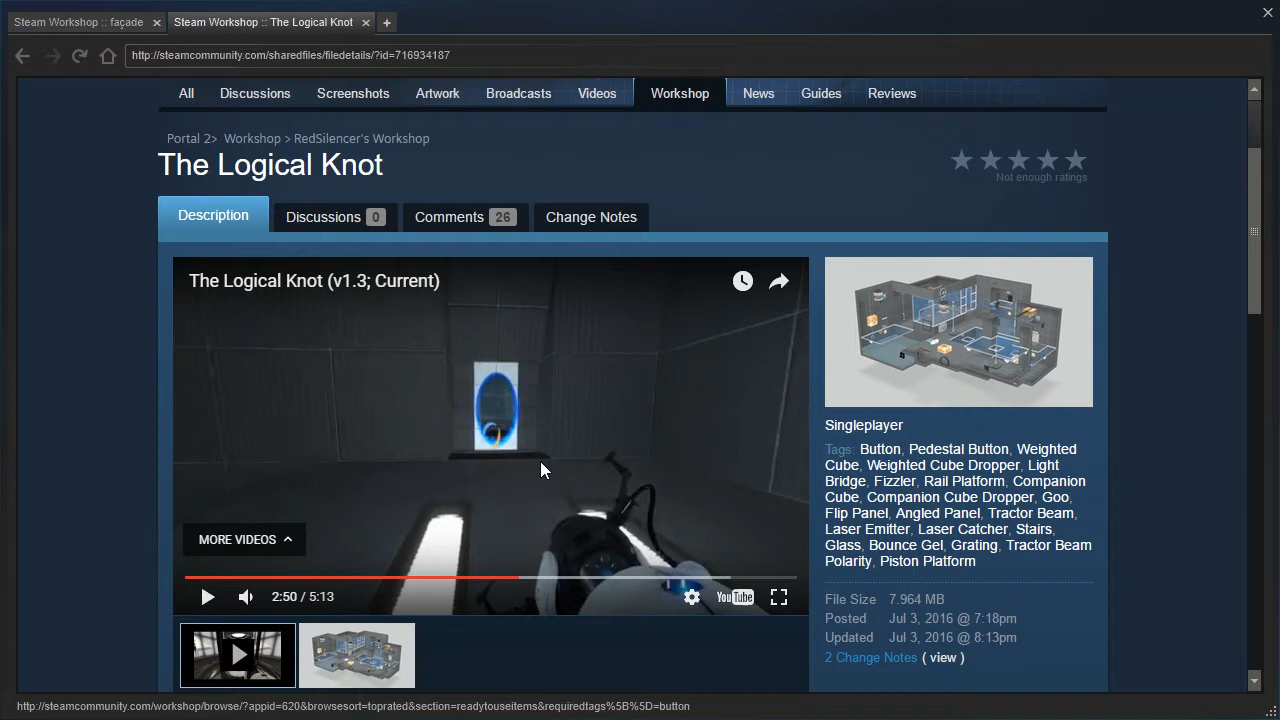 Steam Workshop :: façade
Steam Workshop :: The Logical Knot
http://steamcommunity.com/sharedfiles/filedetails/?id=716934187
All Discussions Screenshots Artwork Broadcasts Videos Workshop News Guides Reviews
Portal 2> Workshop > RedSilencer's Workshop
The Logical Knot
Not enough ratings
Description Discussions 0 Comments 26 Change Notes
The Logical Knot (v1.3; Current)
MORE VIDEOS
2:50 / 5:13
YouTube
Singleplayer
Tags: Button, Pedestal Button, Weighted
Cube, Weighted Cube Dropper, Light
Bridge, Fizzler, Rail Platform, Companion
Cube, Companion Cube Dropper, Goo,
Flip Panel, Angled Panel, Tractor Beam,
Laser Emitter, Laser Catcher, Stairs,
Glass, Bounce Gel, Grating, Tractor Beam
Polarity, Piston Platform
File Size 7.964 MB
Posted Jul 3, 2016 @ 7:18pm
Updated Jul 3, 2016 @ 8:13pm
2 Change Notes ( view )
http://steamcommunity.com/workshop/browse/?appid=620&browsesort=toprated&section=readytouseitems&requiredtags%5B%5D=button